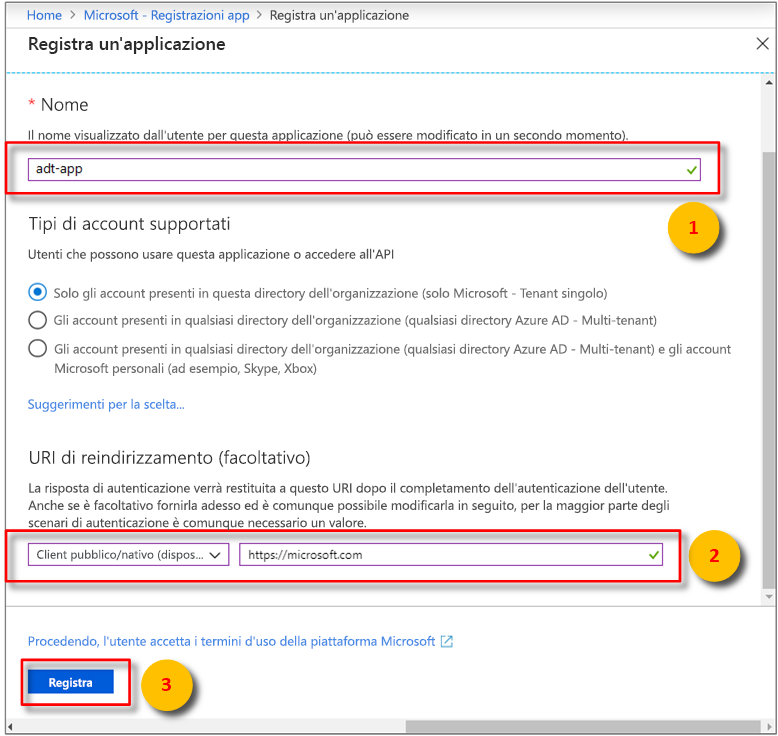 Home > Microsoft - Registrazioni app > Registra un'applicazione
Registra un'applicazione
* Nome
Il nome visualizzato dall'utente per questa applicazione (può essere modificato in un secondo momento).
adt-app
1
Tipi di account supportati
Utenti che possono usare questa applicazione o accedere all'API
Solo gli account presenti in questa directory dell'organizzazione (solo Microsoft - Tenant singolo)
Gli account presenti in qualsiasi directory dell'organizzazione (qualsiasi directory Azure AD - Multi-tenant)
Gli account presenti in qualsiasi directory dell'organizzazione (qualsiasi directory Azure AD - Multi-tenant) e gli account
Microsoft personali (ad esempio, Skype, Xbox)
Suggerimenti per la scelta...
URI di reindirizzamento (facoltativo)
La risposta di autenticazione verrà restituita a questo URI dopo il completamento dell'autenticazione dell'utente.
Anche se è facoltativo fornirla adesso ed è comunque possibile modificarla in seguito, per la maggior parte degli
scenari di autenticazione è comunque necessario un valore.
Client pubblico/nativo (dispos... https://microsoft.com
2
Procedendo, l'utente accetta i termini d'uso della piattaforma Microsoft
Registra
3